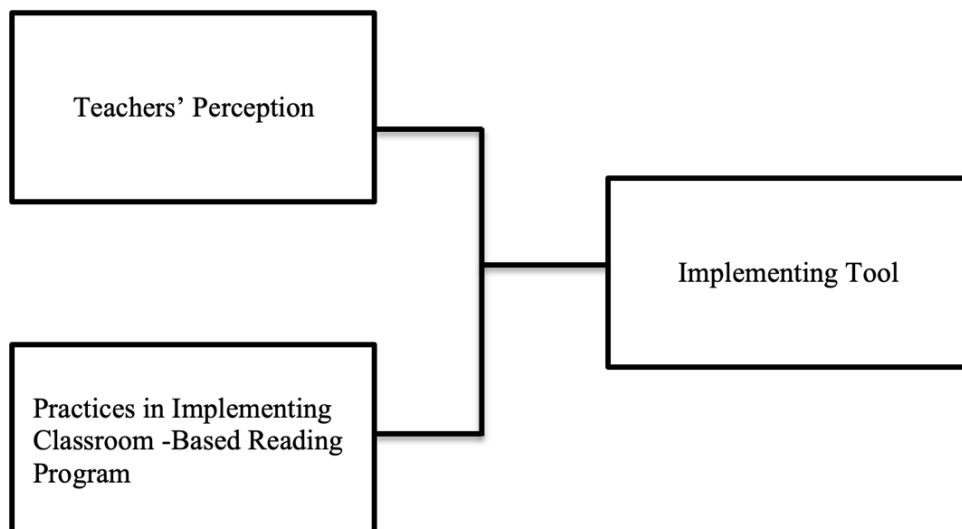 Teachers’ Perception
Implementing Tool
Practices in Implementing
Classroom -Based Reading
Program